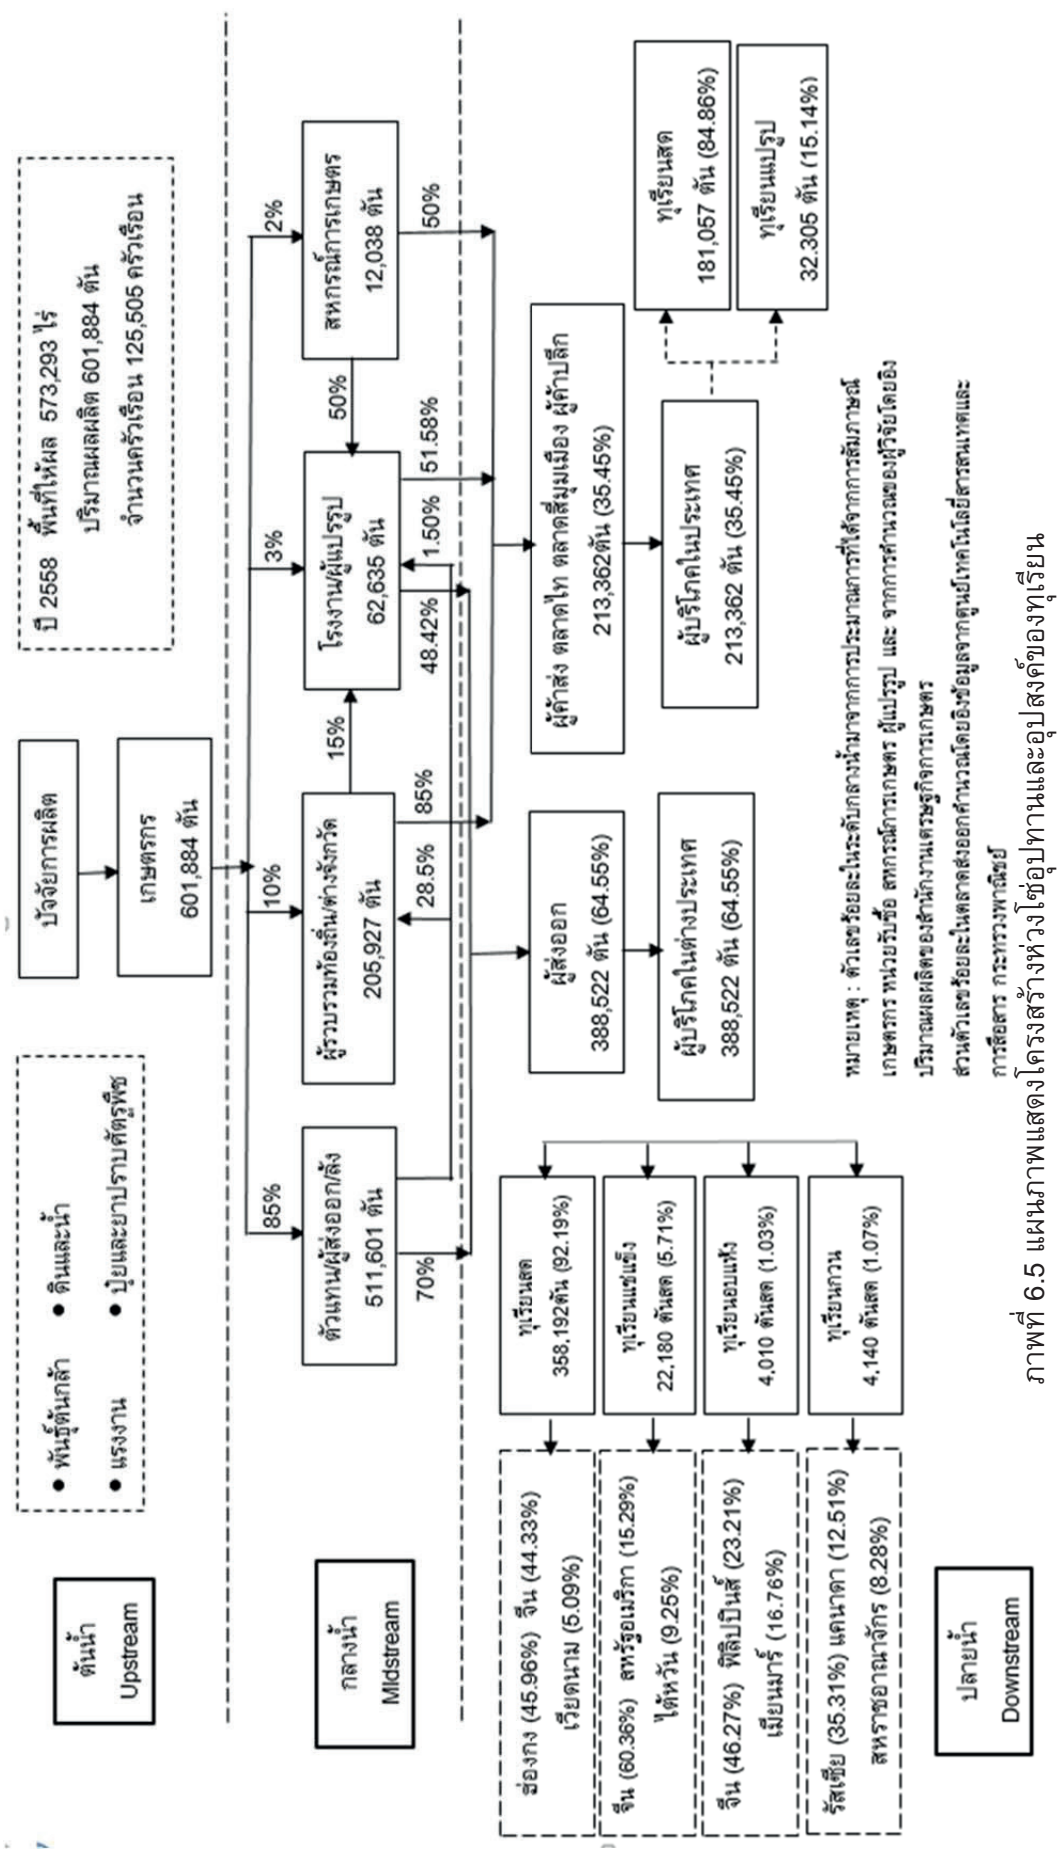 ต้นน้ำ
Upstream
● พันธุ์ต้นกล้า ● ดินและน้ำ
● แรงงาน ● ปุ๋ยและยาปราบศัตรูพืช
ปัจจัยการผลิต
เกษตรกร
601,884 ตัน
ปี 2558 พื้นที่ให้ผล 573,293 ไร่
ปริมาณผลผลิต 601,884 ตัน
จำนวนครัวเรือน 125,505 ครัวเรือน
85%
10%
3%
2%
กลางน้ำ
MIdstream
ตัวแทน/ผู้ส่งออก/ล้ง
511,601 ตัน
ผู้รวบรวมท้องถิ่น/ต่างจังกวัด
205,927 ตัน
15%
โรงงาน/ผู้แปรรูป
62,635 ตัน
50%
สหกรณ์การเกษตร
12,038 ตัน
70%
28.5%
85%
48.42%
1.50%
51.58%
50%
ฮ่องกง (45.96%) จีน (44.33%)
เวียดนาม (5.09%)
ทุเรียนสด
358,192ตัน (92.19%)
จีน (60.36%) สหรัฐอเมริกา (15.29%)
ไต้หวัน (9.25%)
ทุเรียนแช่แข็ง
22,180 ตันสด (5.71%)
จีน (46.27%) ฟิลิปปินส์ (23.21%)
เมียนมาร์ (16.76%)
ทุเรียนอบแห้ง
4,010 ตันสด (1.03%)
รัสเซีย (35.31%) แคนาดา (12.51%)
สหราชอาณาจักร (8.28%)
ทุเรียนกวน
4,140 ตันสด (1.07%)
ผู้ส่งออก
388,522 ตัน (64.55%)
ผู้บริโภคในต่างประเทศ
388,522 ตัน (64.55%)
ผู้ค้าส่ง ตลาดไท ตลาดสี่มุมเมือง ผู้ค้าปลีก
213,362ตัน (35.45%)
ผู้บริโภคในประเทศ
213,362 ตัน (35.45%)
ทุเรียนสด
181,057 ตัน (84.86%)
ทุเรียนแปรูป
32.305 ตัน (15.14%)
ปลายน้ำ
Downstream
หมายเหตุ : ตัวเลขร้อยละในระดับกลางน้ำมาจากการประมาณการที่ได้จากการสัมภาษณ์
เกษตรกร หน่วยรับซื้อ สหกรณ์การเกษตร ผู้แปรรูป และ จากการคำนวณของผู้วิจัยโดยอิง
ปริมาณผลผลิตของสำนักงานเศรษฐกิจการเกษตร
ส่วนตัวเลขร้อยละในตลาดส่งออกคำนวณโดยอิงข้อมูลจากศูนย์เทคโนโลยี่สารสนเทศและ
การสื่อสาร กระทรวงพาณิชย์
ภาพที่ 6.5 แผนภาพแสดงโครงสร้างห่วงโซ่อุปทานและอุปสงค์ของทุเรียน